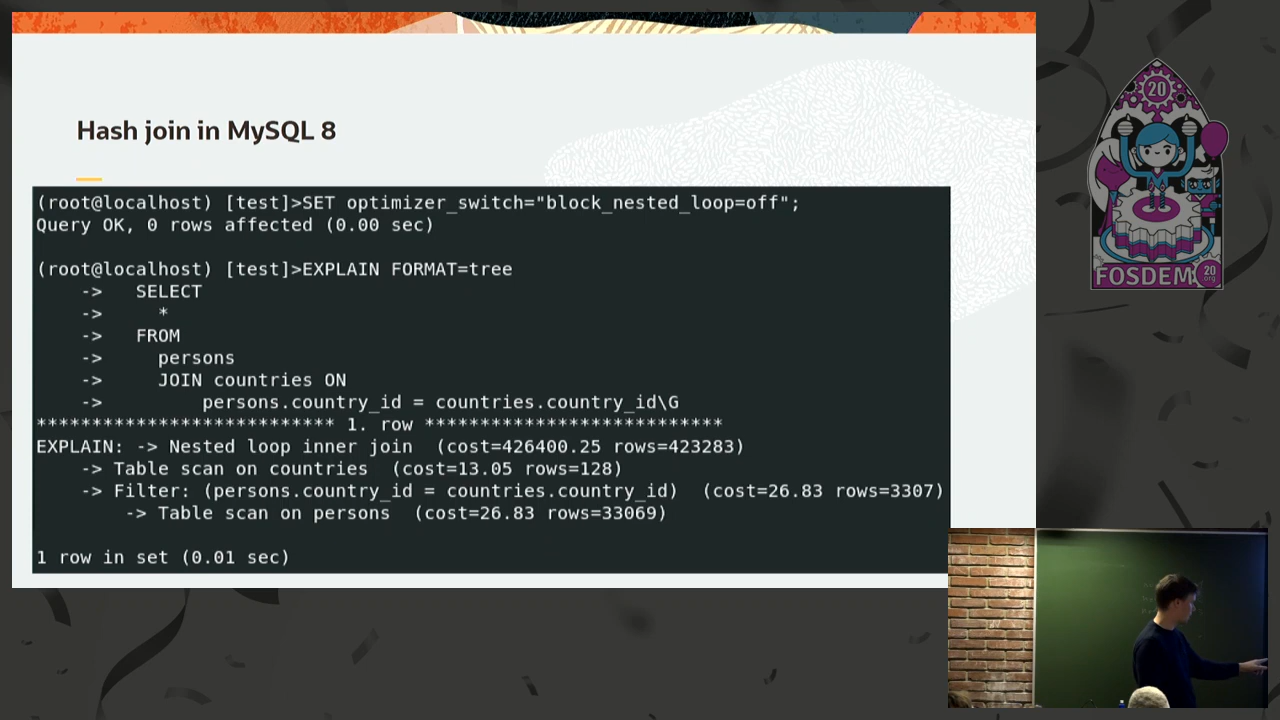 Hash join in MySQL 8
(root@localhost) [test]>SET optimizer_switch="block_nested_loop=off";
Query OK, 0 rows affected (0.00 sec)
(root@localhost) [test]>EXPLAIN FORMAT=tree
    ->   SELECT
    ->     *
    ->   FROM
    ->     persons
    ->     JOIN countries ON
    ->         persons.country_id = countries.country_id\G
*************************** 1. row ***************************
EXPLAIN: -> Nested loop inner join  (cost=426400.25 rows=423283)
    -> Table scan on countries  (cost=13.05 rows=128)
    -> Filter: (persons.country_id = countries.country_id)  (cost=26.83 rows=3307)
        -> Table scan on persons  (cost=26.83 rows=33069)
1 row in set (0.01 sec)
20
FOSDEM 20
.org